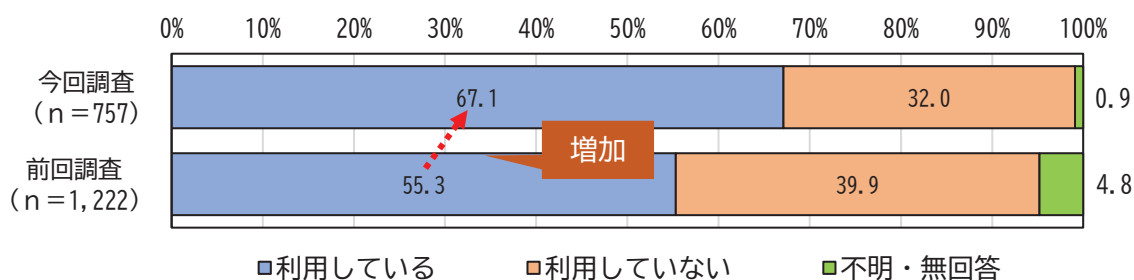 0% 10% 20% 30% 40% 50% 60% 70% 80% 90% 100%
今回調査
(n=757)
67.1 32.0 0.9
増加
前回調査
(n=1,222)
55.3 39.9 4.8
利用している 利用していない 不明・無回答